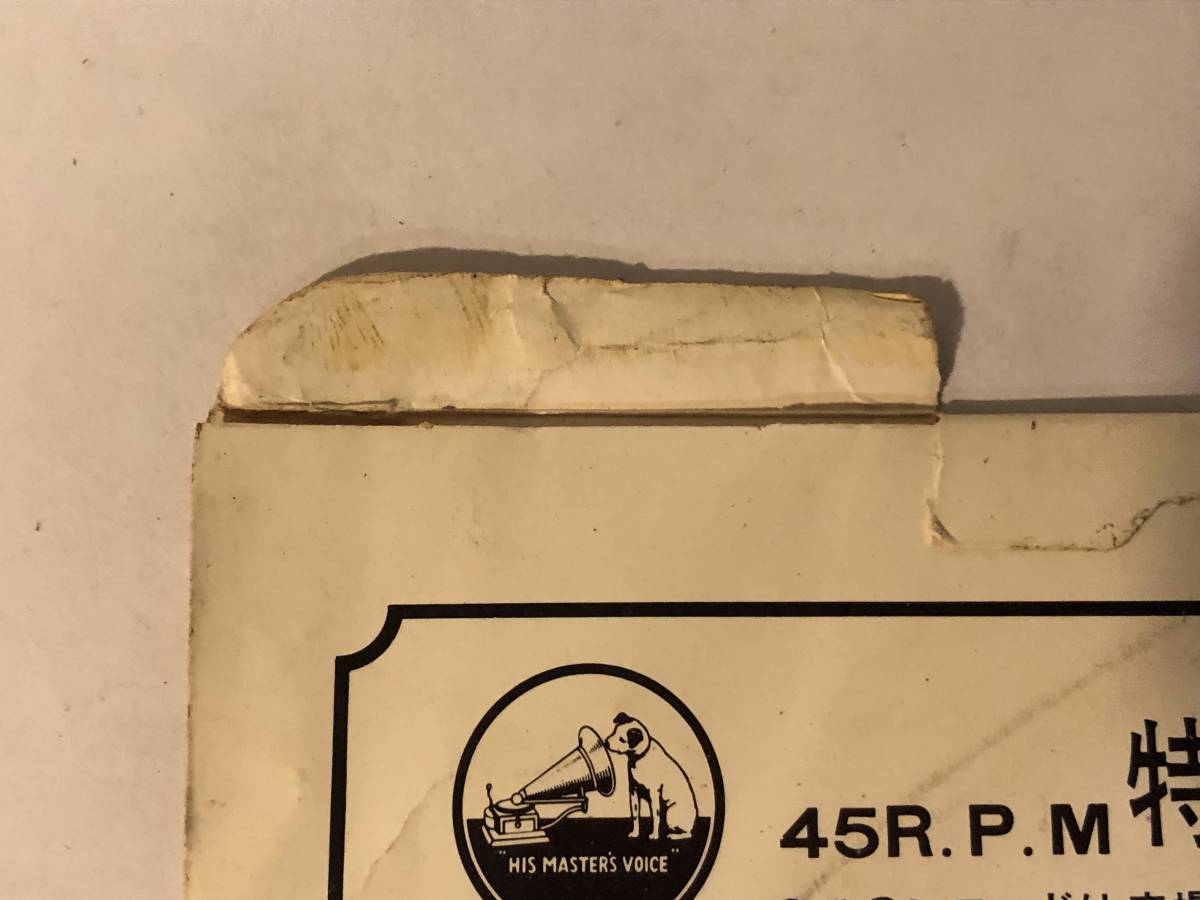 45R.P.M 特
"HIS MASTER'S VOICE"